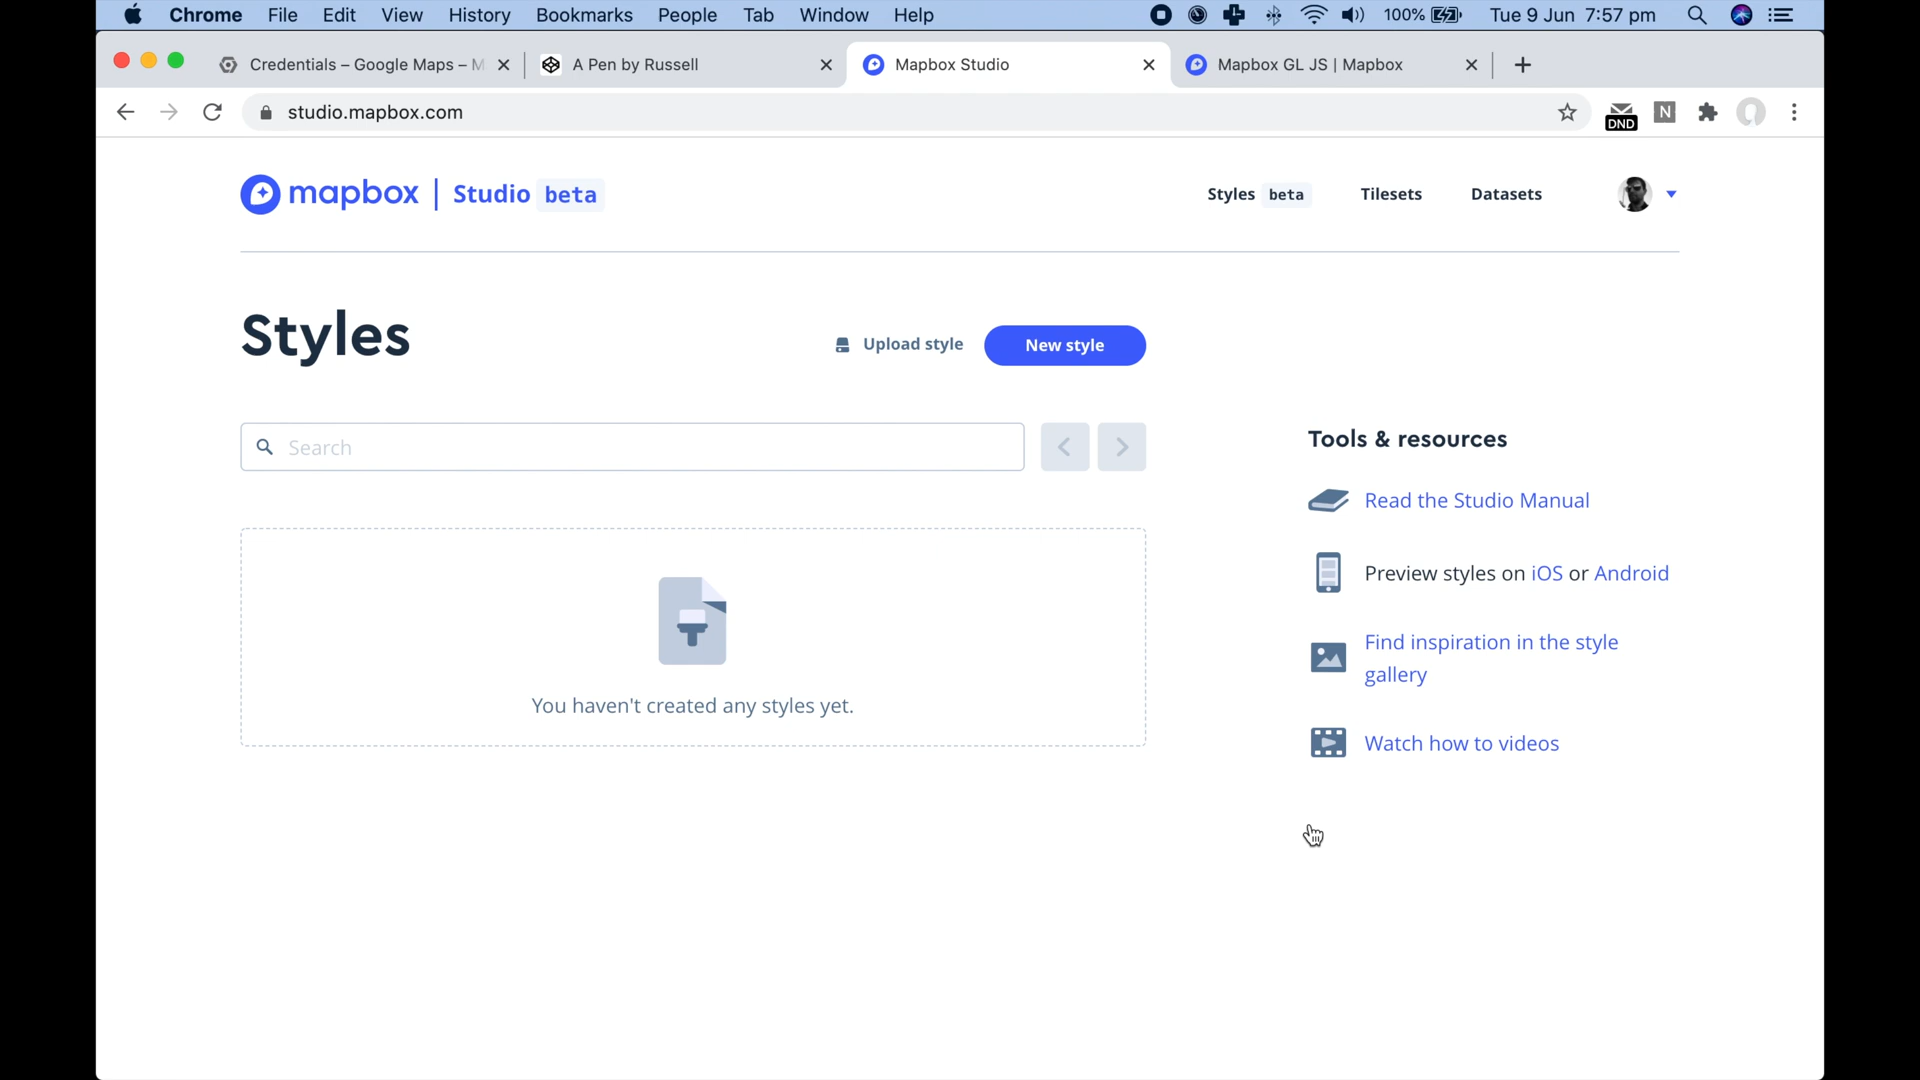 Chrome File Edit View History Bookmarks People Tab Window Help 100% Tue 9 Jun 7:57 pm
Credentials – Google Maps – M A Pen by Russell Mapbox Studio Mapbox GL JS | Mapbox
studio.mapbox.com DND N
mapbox | Studio beta Styles beta Tilesets Datasets
Styles Upload style New style
Search
Tools & resources
Read the Studio Manual
Preview styles on iOS or Android
Find inspiration in the style
gallery
Watch how to videos
You haven't created any styles yet.